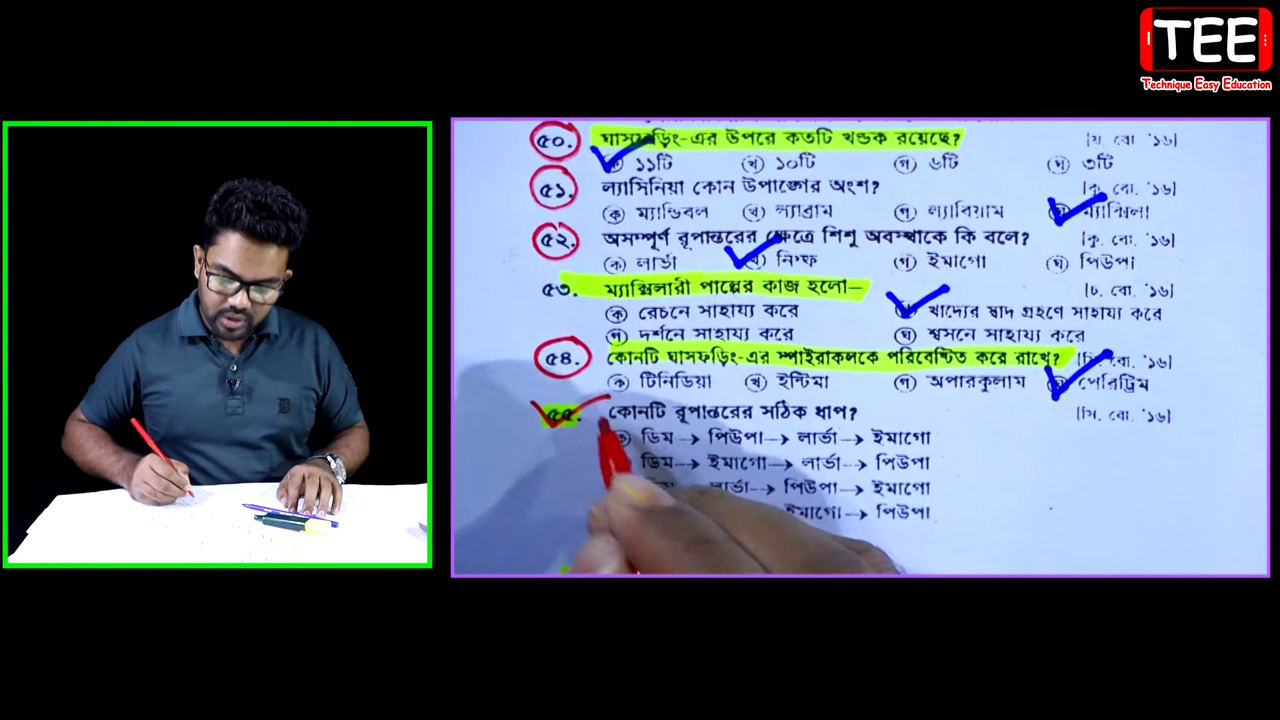 TEE
Technique Easy Education
৫০. ঘাসফড়িং-এর উপরে কতটি খন্ডক রয়েছে? [য. বো. '১৬]
১১টি (খ) ১০টি (গ) ৬টি (ঘ) ৩টি
৫১. ল্যাসিনিয়া কোন উপাঙ্গের অংশ? [কু. বো. '১৬]
(ক) ম্যান্ডিবল (খ) ল্যাব্রাম (গ) ল্যাবিয়াম (ঘ) ম্যাক্সিলা
৫২. অসম্পূর্ণ রূপান্তরের ক্ষেত্রে শিশু অবস্থাকে কি বলে? [কু. বো. '১৬]
(ক) লার্ভা (খ) নিম্ফ (গ) ইমাগো (ঘ) পিউপা
৫৩. ম্যাক্সিলারী পাল্পের কাজ হলো– [চ. বো. '১৬]
(ক) রেচনে সাহায্য করে খাদ্যের স্বাদ গ্রহণে সাহায্য করে
(গ) দর্শনে সাহায্য করে (ঘ) শ্বসনে সাহায্য করে
৫৪. কোনটি ঘাসফড়িং-এর স্পাইরাকলকে পরিবেষ্টিত করে রাখে? বো. '১৬]
(ক) টিনিডিয়া (খ) ইন্টিমা (গ) অপারকুলাম পেরিট্রিম
৫৫. কোনটি রূপান্তরের সঠিক ধাপ? [সি. বো. '১৬]
(ক) ডিম → পিউপা → লার্ভা → ইমাগো
ডিম → ইমাগো → লার্ভা → পিউপা
লার্ভা → পিউপা → ইমাগো
ইমাগো → পিউপা